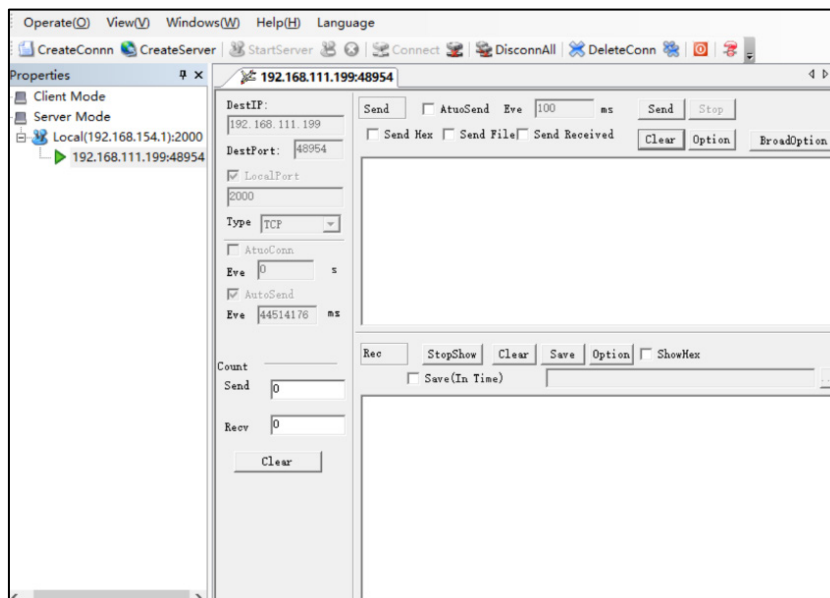 Operate(O) View(V) Windows(W) Help(H) Language
CreateConnn CreateServer StartServer Connect DisconnAll DeleteConn
Properties
192.168.111.199:48954
Client Mode
Server Mode
Local(192.168.154.1):2000
192.168.111.199:48954
DestIP:
192.168.111.199
DestPort: 48954
LocalPort
2000
Type TCP
AtuoConn
Eve 0 s
AutoSend
Eve 44514176 ms
Count
Send 0
Recv 0
Clear
Send AtuoSend Eve 100 ms Send Stop
Send Hex Send File Send Received Clear Option BroadOption
Rec StopShow Clear Save Option ShowHex
Save(In Time) ..